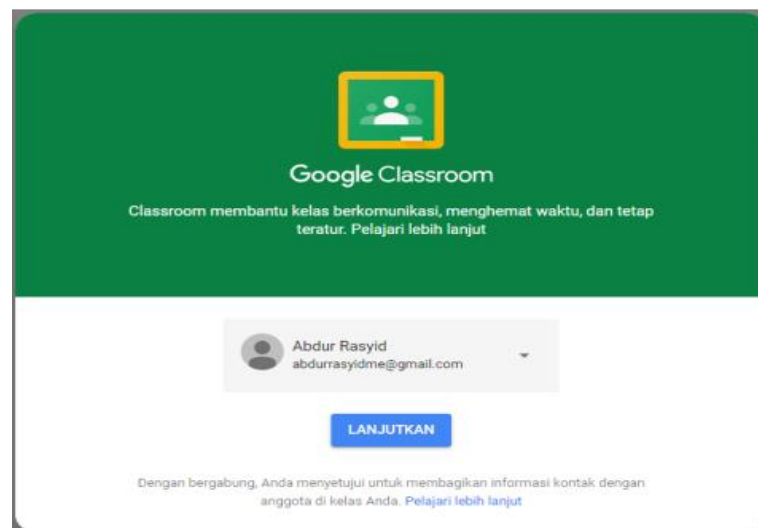 Google Classroom
Classroom membantu kelas berkomunikasi, menghemat waktu, dan tetap
teratur. Pelajari lebih lanjut
Abdur Rasyid
abdurrasyidme@gmail.com
LANJUTKAN
Dengan bergabung, Anda menyetujui untuk membagikan informasi kontak dengan
anggota di kelas Anda. Pelajari lebih lanjut